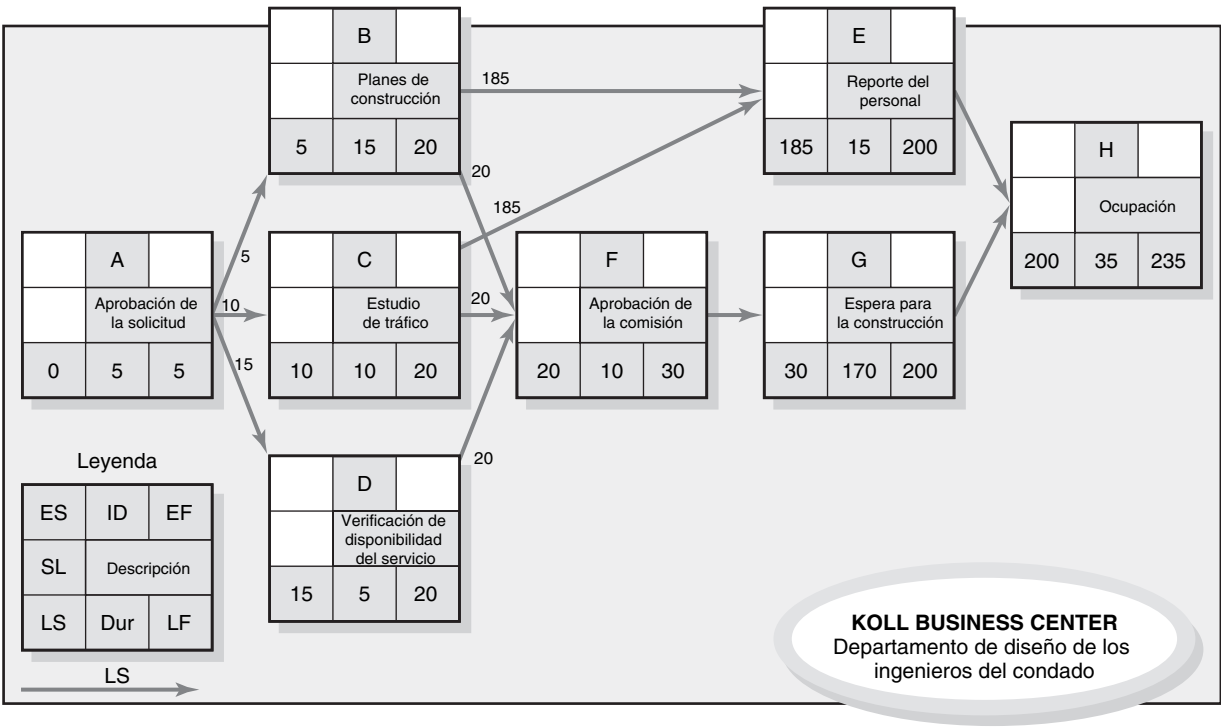 B
Planes de
construcción
5 15 20
185
20
E
Reporte del
personal
185 15 200
H
Ocupación
200 35 235
A
Aprobación de
la solicitud
0 5 5
5
10
15
C
Estudio
de tráfico
10 10 20
185
20
F
Aprobación de
la comisión
20 10 30
G
Espera para
la construcción
30 170 200
D
Verificación de
disponibilidad
del servicio
15 5 20
20
Leyenda
ES ID EF
SL Descripción
LS Dur LF
LS
KOLL BUSINESS CENTER
Departamento de diseño de los
ingenieros del condado